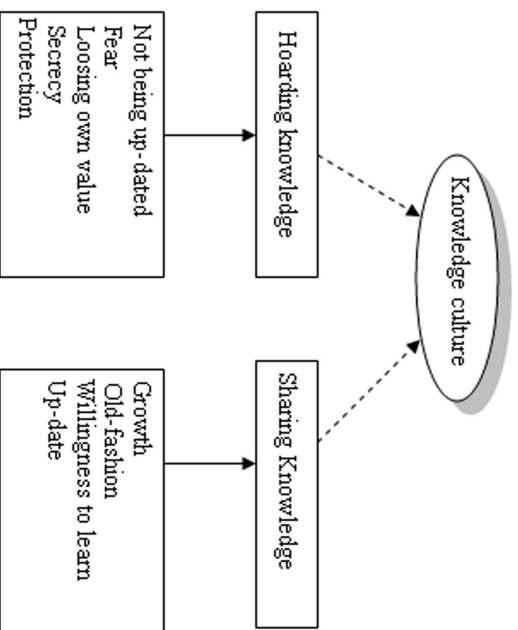 Knowledge culture
Hoarding knowledge
Sharing Knowledge
Not being up-dated
Fear
Loosing own value
Secrecy
Protection
Growth
Old-fashion
Willingness to learn
Up-date